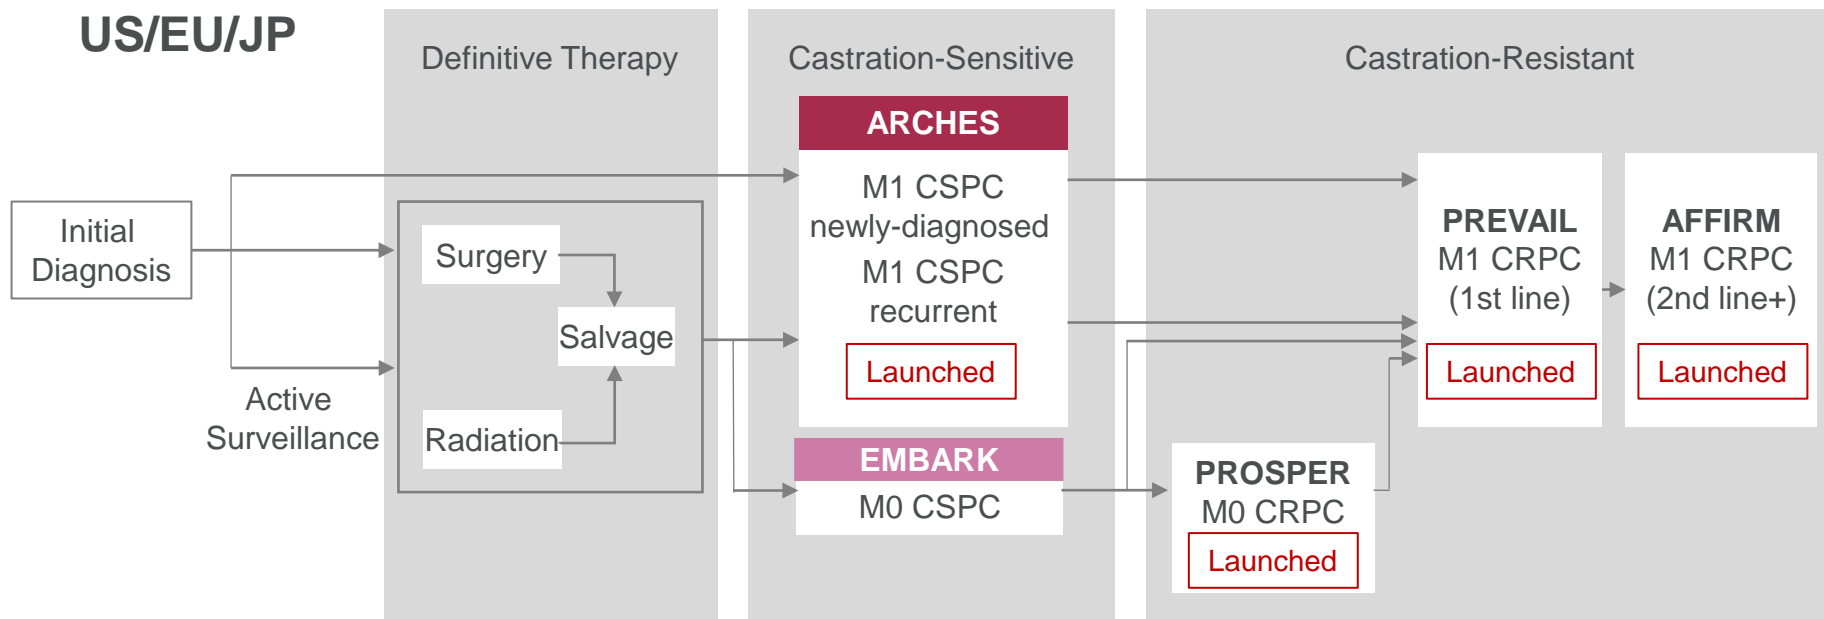 US/EU/JP
Definitive Therapy
Castration-Sensitive
Castration-Resistant
Initial
Diagnosis
Active
Surveillance
Surgery
Salvage
Radiation
ARCHES
M1 CSPC
newly-diagnosed
M1 CSPC
recurrent
Launched
EMBARK
M0 CSPC
PROSPER
M0 CRPC
Launched
PREVAIL
M1 CRPC
(1st line)
Launched
AFFIRM
M1 CRPC
(2nd line+)
Launched